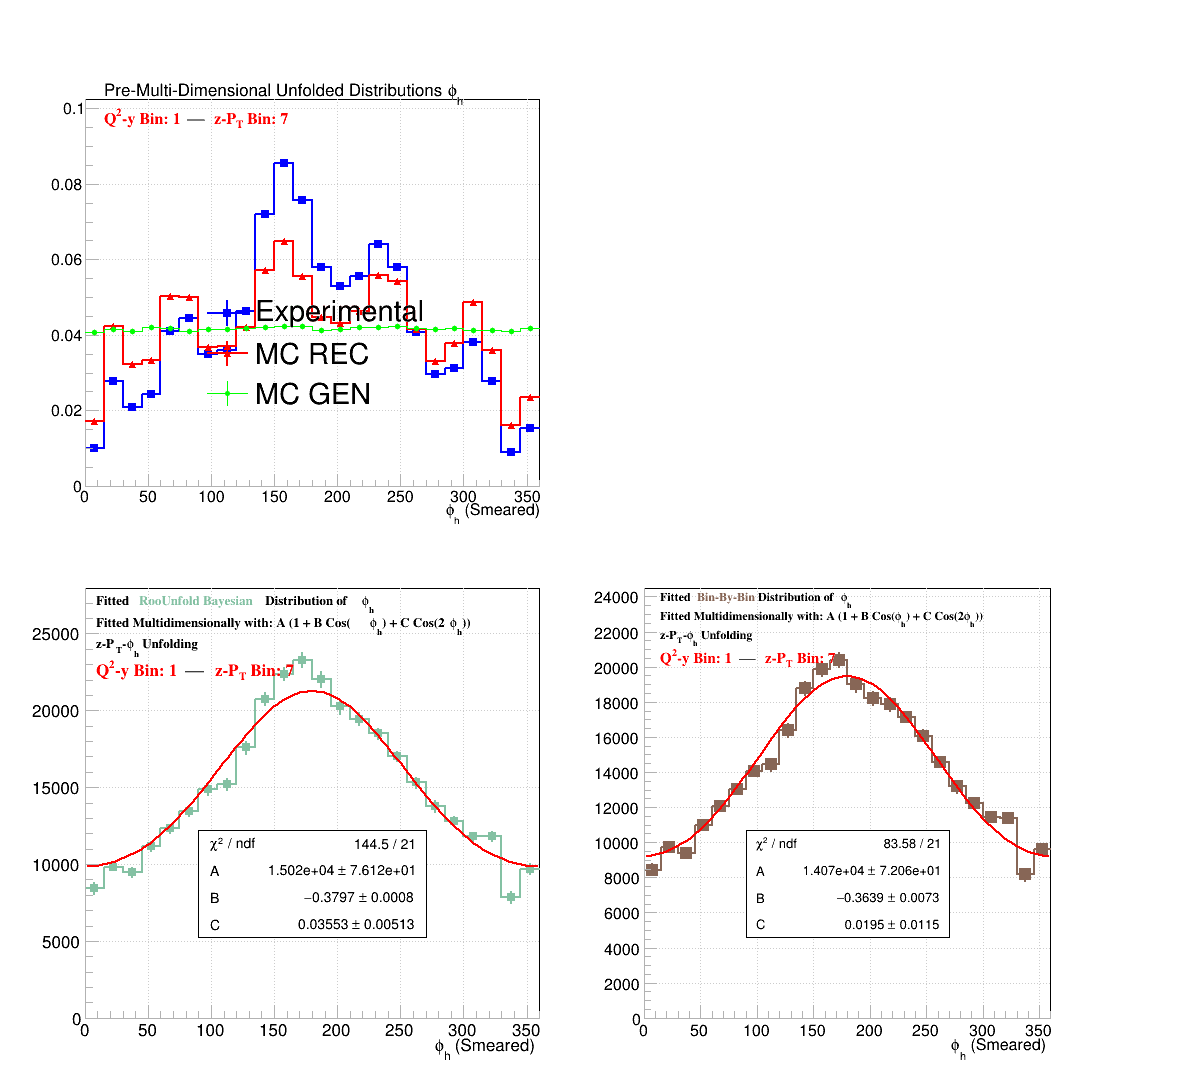 Pre-Multi-Dimensional Unfolded Distributions ϕh
Q2-y Bin: 1 — z-PT Bin: 7
0.1
0.08
0.06
0.04
0.02
0
Experimental
MC REC
MC GEN
0 50 100 150 200 250 300 350
ϕh (Smeared)
Fitted RooUnfold Bayesian Distribution of ϕh
Fitted Multidimensionally with: A (1 + B Cos( ϕh) + C Cos(2 ϕh))
z-PT-ϕh Unfolding
Q2-y Bin: 1 — z-PT Bin: 7
25000
20000
15000
10000
5000
0
χ2 / ndf 144.5 / 21
A 1.502e+04 ± 7.612e+01
B −0.3797 ± 0.0008
C 0.03553 ± 0.00513
0 50 100 150 200 250 300 350
ϕh (Smeared)
Fitted Bin-By-Bin Distribution of ϕh
Fitted Multidimensionally with: A (1 + B Cos(ϕh) + C Cos(2ϕh))
z-PT-ϕh Unfolding
Q2-y Bin: 1 — z-PT Bin: 7
24000
22000
20000
18000
16000
14000
12000
10000
8000
6000
4000
2000
0
χ2 / ndf 83.58 / 21
A 1.407e+04 ± 7.206e+01
B −0.3639 ± 0.0073
C 0.0195 ± 0.0115
0 50 100 150 200 250 300 350
ϕh (Smeared)